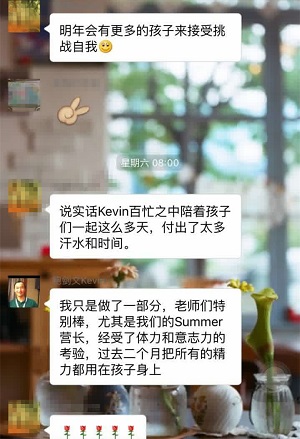 明年会有更多的孩子来接受挑
战自我
星期六 08:00
说实话Kevin百忙之中陪着孩子
们一起这么多天，付出了太多
汗水和时间。
我只是做了一部分，老师们特
别棒，尤其是我们的Summer
营长，经受了体力和意志力的
考验，过去二个月把所有的精
力都用在孩子身上